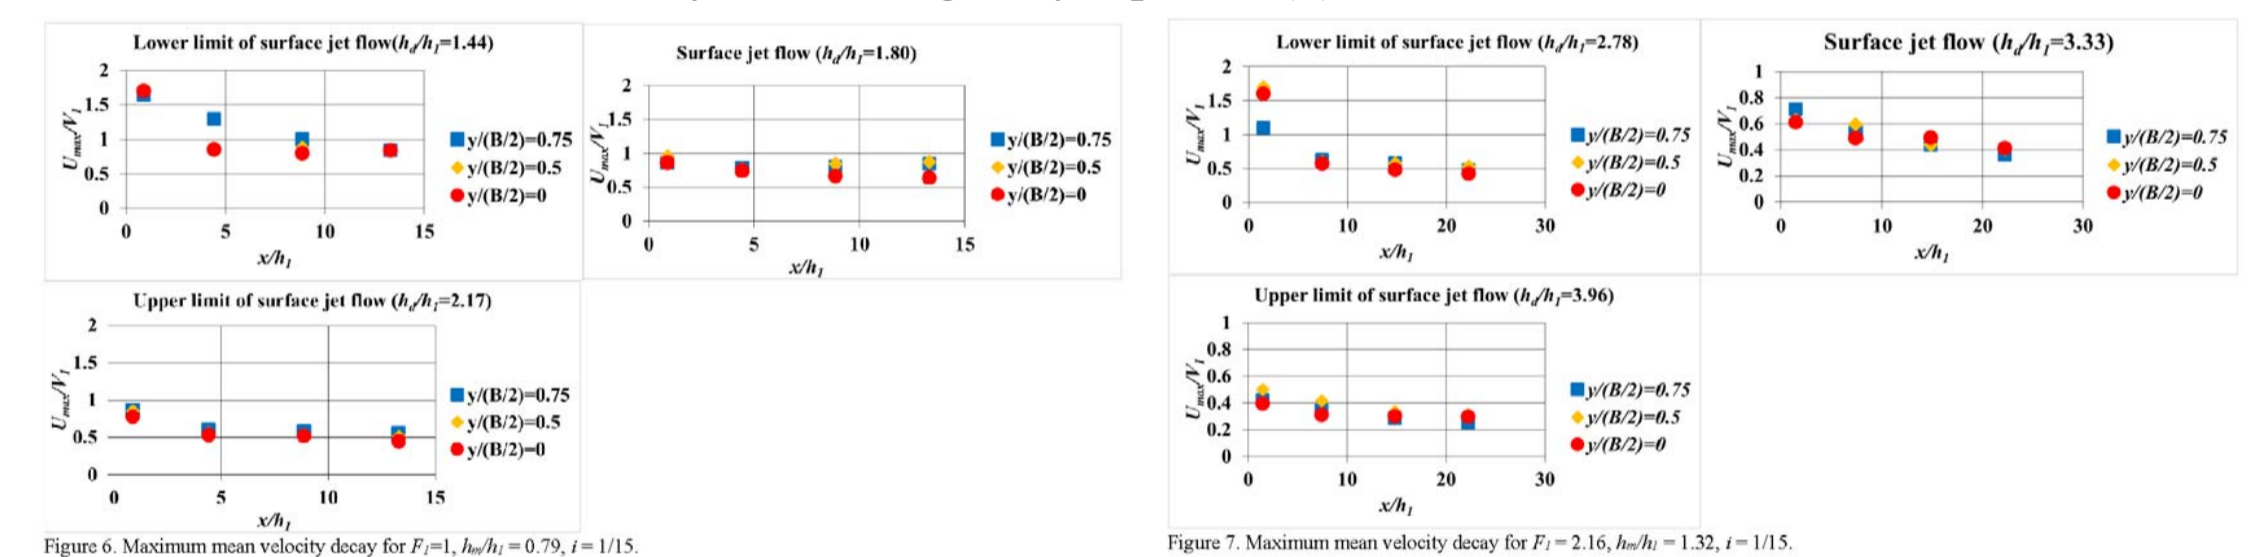 Lower limit of surface jet flow(hd/h1=1.44)
2
1.5
1
0.5
0
Umax/V1
0 5 10 15
x/h1
y/(B/2)=0.75
y/(B/2)=0.5
y/(B/2)=0
Surface jet flow (hd/h1=1.80)
2
1.5
1
0.5
0
Umax/V1
0 5 10 15
x/h1
y/(B/2)=0.75
y/(B/2)=0.5
y/(B/2)=0
Upper limit of surface jet flow (hd/h1=2.17)
2
1.5
1
0.5
0
Umax/V1
0 5 10 15
x/h1
y/(B/2)=0.75
y/(B/2)=0.5
y/(B/2)=0
Figure 6. Maximum mean velocity decay for F1=1, hm/h1 = 0.79, i = 1/15.
Lower limit of surface jet flow (hd/h1=2.78)
2
1.5
1
0.5
0
Umax/V1
0 10 20 30
x/h1
y/(B/2)=0.75
y/(B/2)=0.5
y/(B/2)=0
Surface jet flow (hd/h1=3.33)
1
0.8
0.6
0.4
0.2
0
Umax/V1
0 10 20 30
x/h1
y/(B/2)=0.75
y/(B/2)=0.5
y/(B/2)=0
Upper limit of surface jet flow (hd/h1=3.96)
1
0.8
0.6
0.4
0.2
0
Umax/V1
0 10 20 30
x/h1
y/(B/2)=0.75
y/(B/2)=0.5
y/(B/2)=0
Figure 7. Maximum mean velocity decay for F1 = 2.16, hm/h1 = 1.32, i = 1/15.